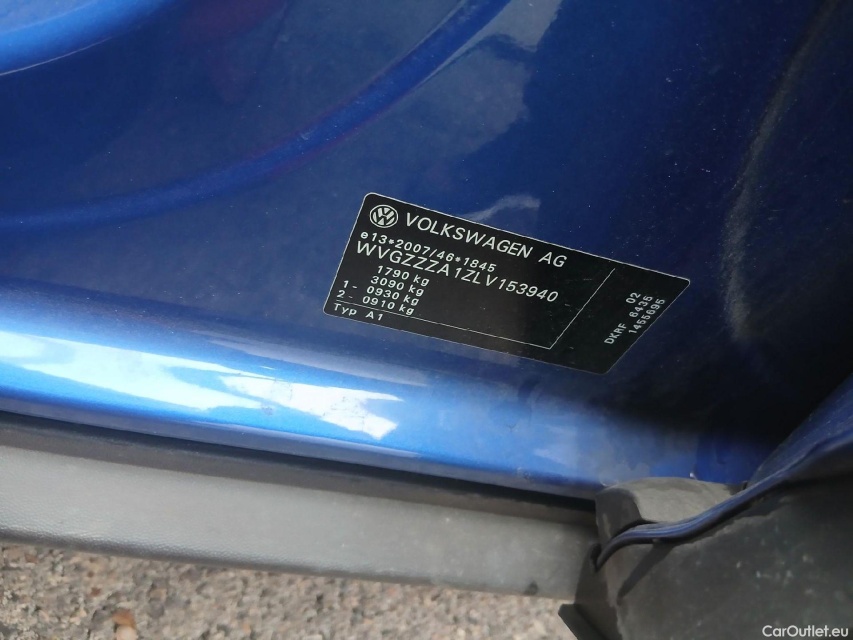 VOLKSWAGEN AG
e13*2007/46*1845
WVGZZZA1ZLV153940
1790 kg
3090 kg
1- 0930 kg
2- 0910 kg
Typ A1
02
DKRF 6435
1455695
CarOutlet.eu